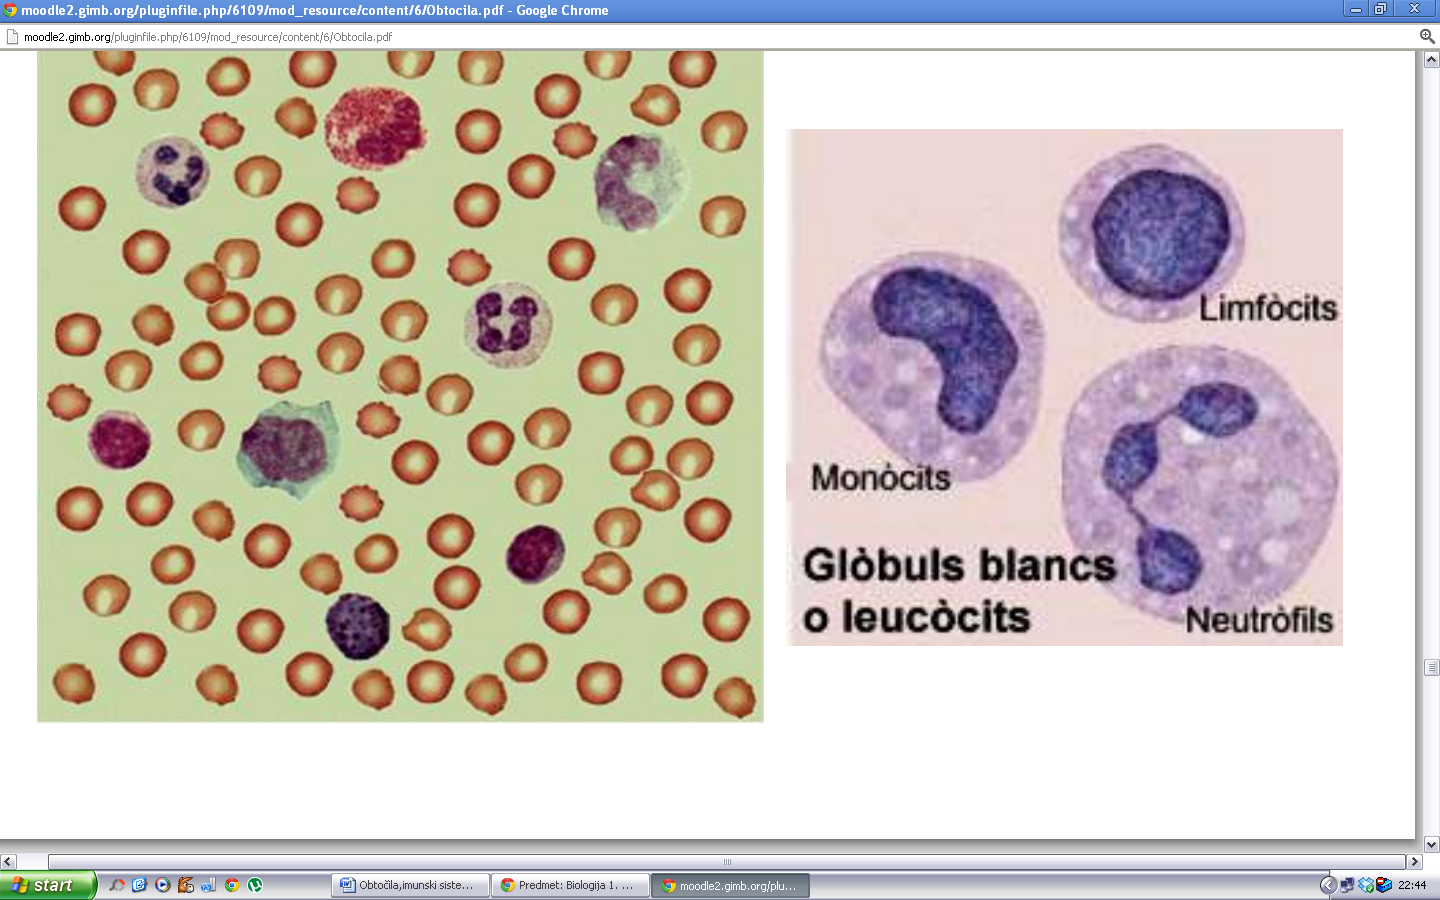 moodle2.gimb.org/pluginfile.php/6109/mod_resource/content/6/Obtocila.pdf - Google Chrome
moodle2.gimb.org/pluginfile.php/6109/mod_resource/content/6/Obtocila.pdf
Limfòcits
Monòcits
Glòbuls blancs
o leucòcits
Neutròfils
start
Obtočila,imunski siste...
Predmet: Biologija 1. ...
moodle2.gimb.org/plu...
22:44